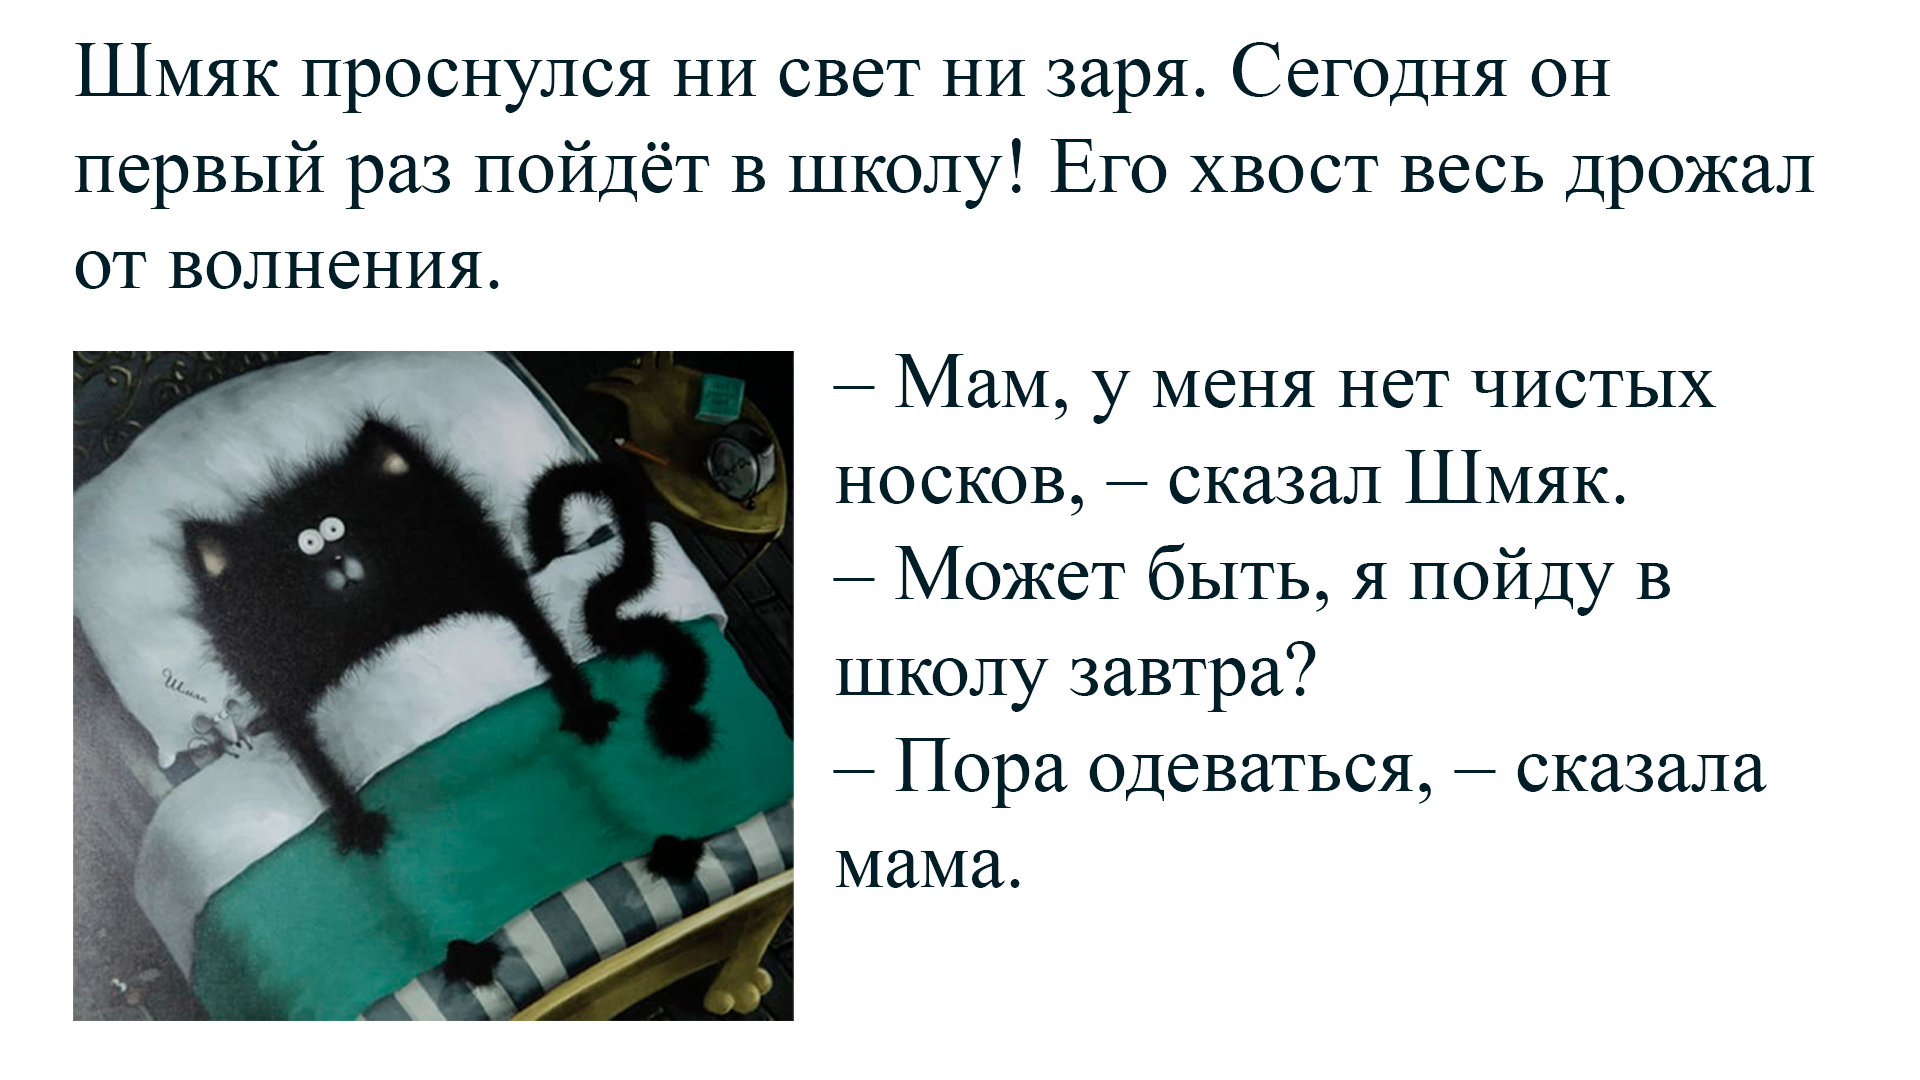 Шмяк проснулся ни свет ни заря. Сегодня он
первый раз пойдёт в школу! Его хвост весь дрожал
от волнения.
– Мам, у меня нет чистых
носков, – сказал Шмяк.
– Может быть, я пойду в
школу завтра?
– Пора одеваться, – сказала
мама.
Шмяк